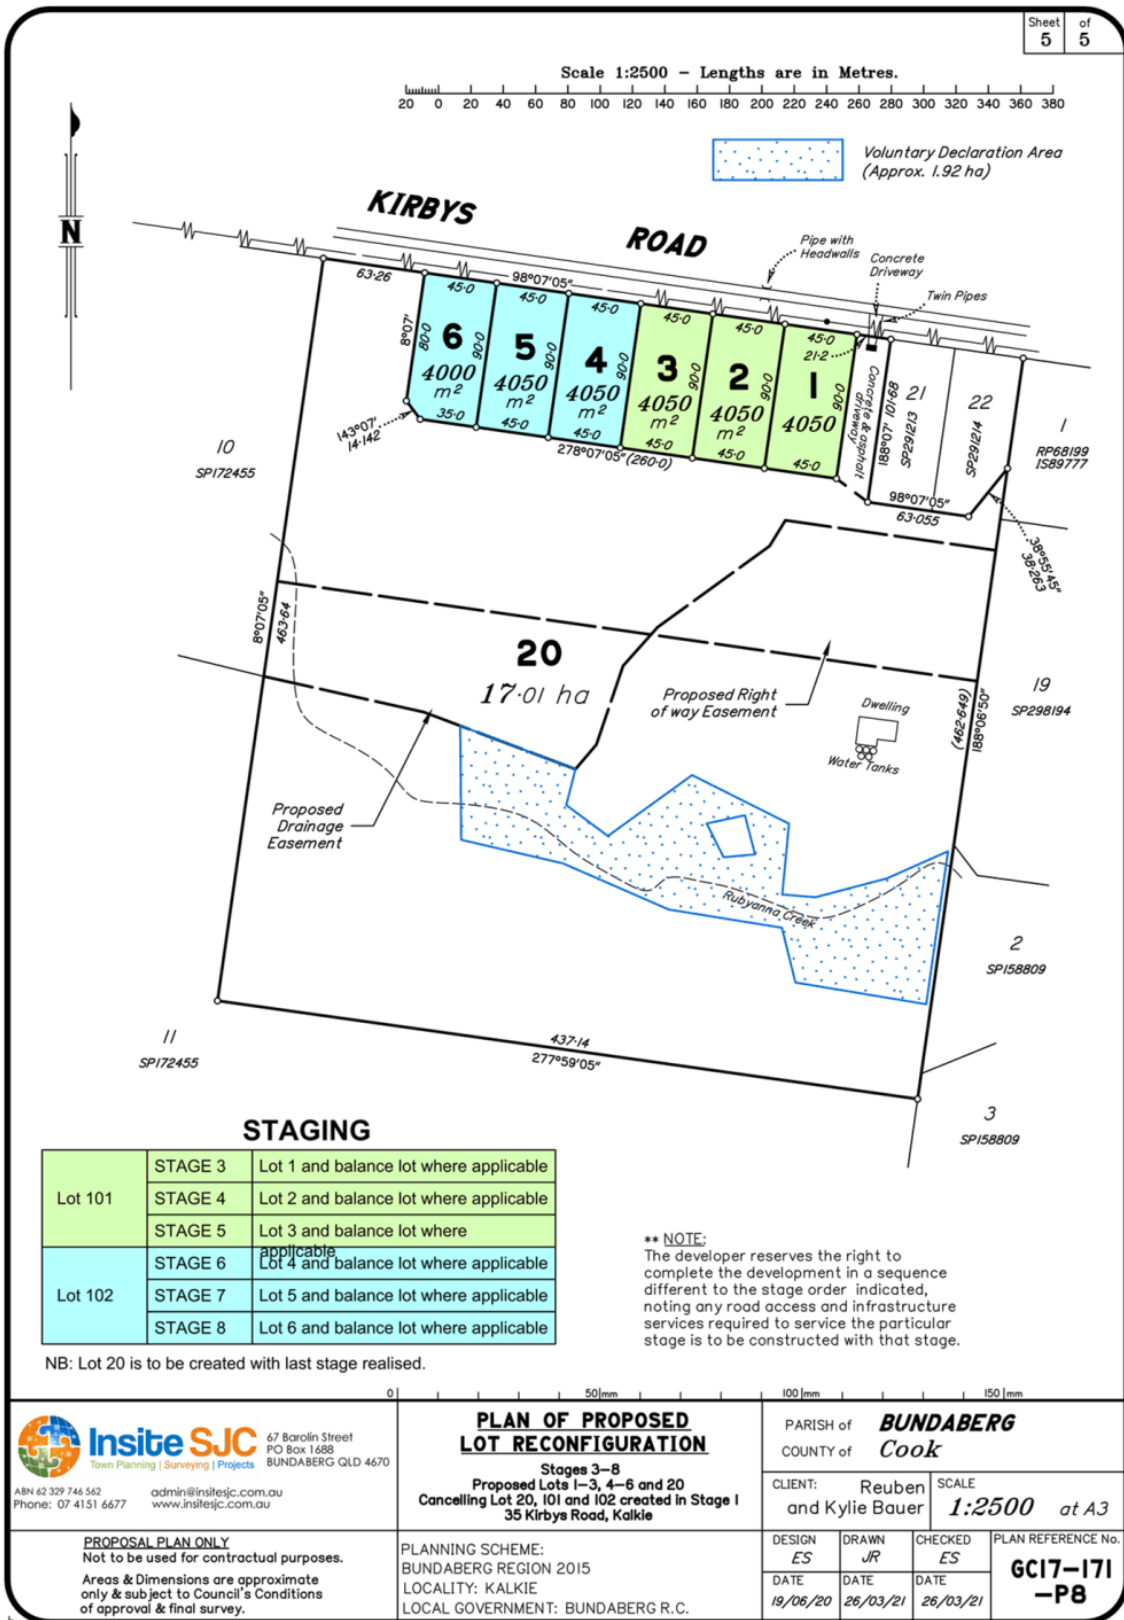 Sheet 5 of 5
Scale 1:2500 – Lengths are in Metres.
20 0 20 40 60 80 100 120 140 160 180 200 220 240 260 280 300 320 340 360 380
Voluntary Declaration Area
(Approx. 1.92 ha)
N
KIRBYS ROAD
Pipe with
Headwalls
Concrete
Driveway
Twin Pipes
63·26
98°07'05"
45·0
45·0
45·0
45·0
45·0
45·0
21·2
8°07'
80·0
6
4000
m²
90·0
5
4050
m²
90·0
4
4050
m²
90·0
3
4050
m²
90·0
2
4050
m²
90·0
1
4050
90·0
Concrete & asphalt
driveway
188°07' 101·68
21
SP291213
22
SP291214
1
RP68199
IS89777
143°07'
14·142
35·0
45·0
45·0
45·0
45·0
45·0
278°07'05" (260·0)
98°07'05"
63·055
38°55'45"
38·263
10
SP172455
8°07'05"
463·64
20
17·01 ha
Proposed Right
of way Easement
Dwelling
Water Tanks
(462·649)
188°06'50"
19
SP298194
Proposed
Drainage
Easement
Rubyanna Creek
2
SP158809
11
SP172455
437·14
277°59'05"
3
SP158809
STAGING
Lot 101
STAGE 3 Lot 1 and balance lot where applicable
STAGE 4 Lot 2 and balance lot where applicable
STAGE 5 Lot 3 and balance lot where
applicable
Lot 102
STAGE 6 Lot 4 and balance lot where applicable
STAGE 7 Lot 5 and balance lot where applicable
STAGE 8 Lot 6 and balance lot where applicable
NB: Lot 20 is to be created with last stage realised.
** NOTE:
The developer reserves the right to
complete the development in a sequence
different to the stage order indicated,
noting any road access and infrastructure
services required to service the particular
stage is to be constructed with that stage.
0 50mm 100mm 150mm
Insite SJC
Town Planning | Surveying | Projects
67 Barolin Street
PO Box 1688
BUNDABERG QLD 4670
ABN 62 329 746 562
Phone: 07 4151 6677
admin@insitesjc.com.au
www.insitesjc.com.au
PROPOSAL PLAN ONLY
Not to be used for contractual purposes.
Areas & Dimensions are approximate
only & subject to Council's Conditions
of approval & final survey.
PLAN OF PROPOSED
LOT RECONFIGURATION
Stages 3–8
Proposed Lots 1–3, 4–6 and 20
Cancelling Lot 20, 101 and 102 created in Stage 1
35 Kirbys Road, Kalkie
PLANNING SCHEME:
BUNDABERG REGION 2015
LOCALITY: KALKIE
LOCAL GOVERNMENT: BUNDABERG R.C.
PARISH of BUNDABERG
COUNTY of Cook
CLIENT: Reuben
and Kylie Bauer
SCALE
1:2500 at A3
DESIGN
ES
DRAWN
JR
CHECKED
ES
DATE
19/06/20
DATE
26/03/21
DATE
26/03/21
PLAN REFERENCE No.
GC17–171
–P8